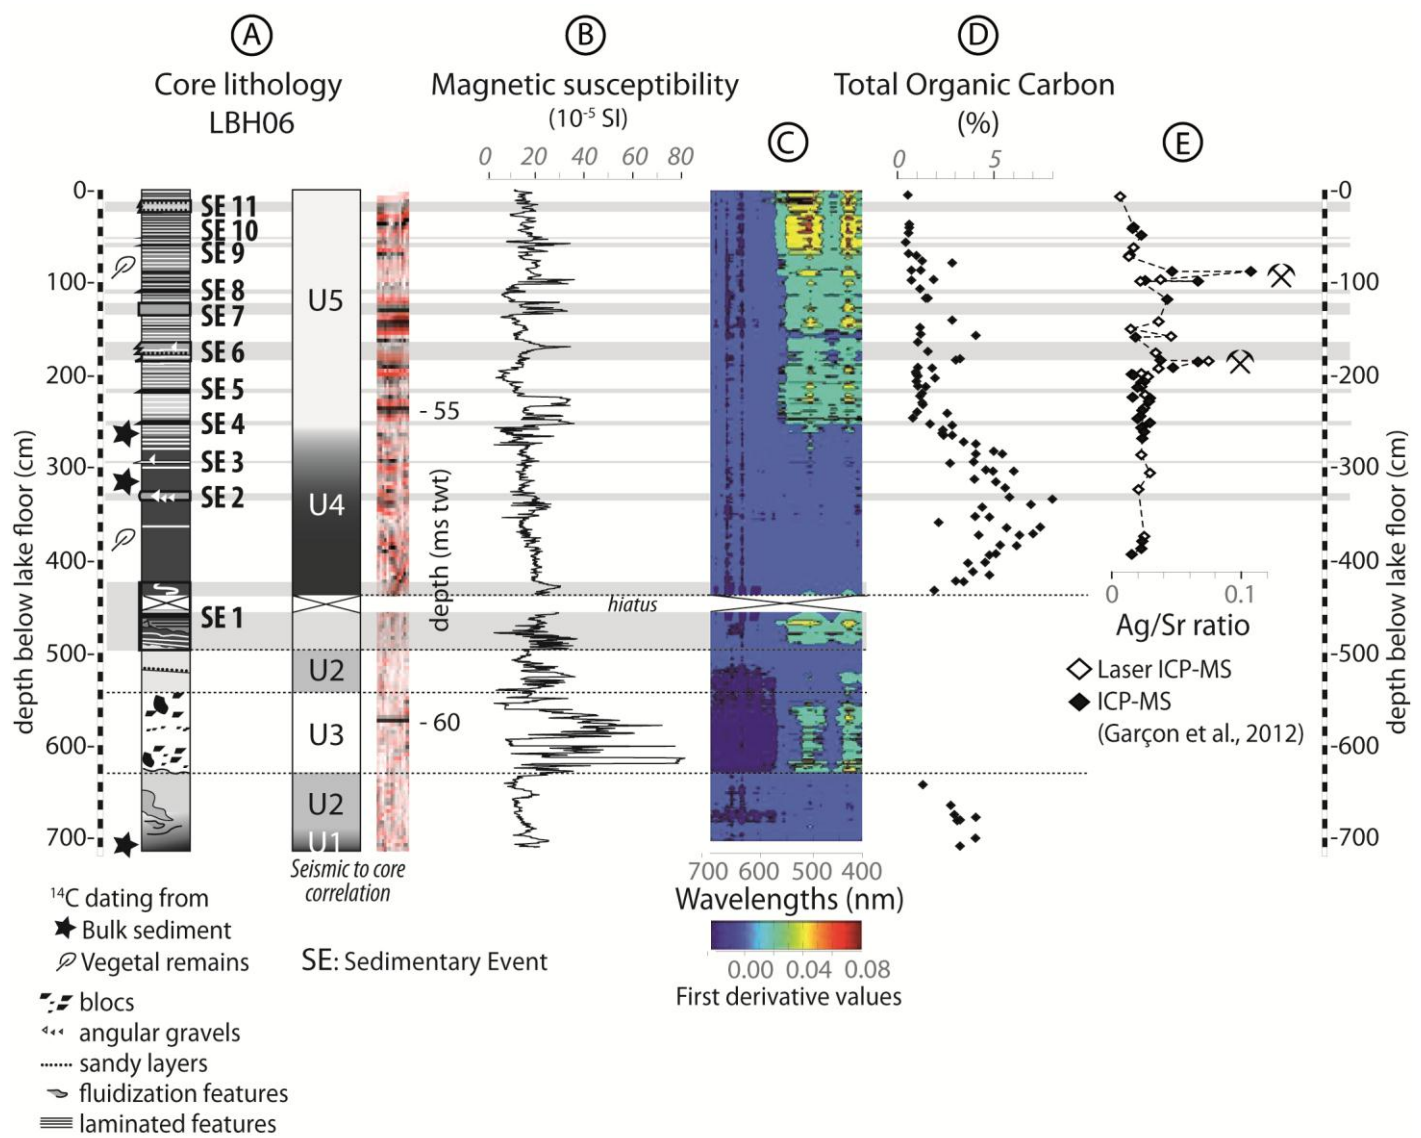 A
B
D
Core lithology
LBH06
Magnetic susceptibility
(10⁻⁵ SI)
Total Organic Carbon
(%)
C
E
0 20 40 60 80
0 5
depth below lake floor (cm)
0-
100-
200-
300-
400-
500-
600-
700-
SE 11
SE 10
SE 9
SE 8
SE 7
SE 6
SE 5
SE 4
SE 3
SE 2
SE 1
U5
U4
U2
U3
U2
U1
Seismic to core
correlation
- 55
- 60
depth (ms twt)
hiatus
700 600 500 400
Wavelengths (nm)
0.00 0.04 0.08
First derivative values
0 0.1
Ag/Sr ratio
Laser ICP-MS
ICP-MS
(Garçon et al., 2012)
-0
-100
-200
-300
-400
-500
-600
-700
depth below lake floor (cm)
¹⁴C dating from
Bulk sediment
Vegetal remains
SE: Sedimentary Event
blocs
angular gravels
sandy layers
fluidization features
laminated features